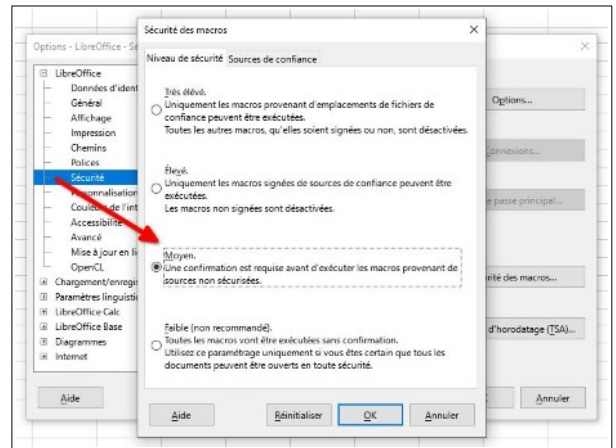 Sécurité des macros
Options - LibreOffice - Sé
Niveau de sécurité Sources de confiance
LibreOffice
Données d'ident
Général
Affichage
Impression
Chemins
Polices
Sécurité
Personnalisation
Couleurs de l'int
Accessibilité
Avancé
Mise à jour en li
OpenCL
Chargement/enregi
Paramètres linguisti
LibreOffice Calc
LibreOffice Base
Diagrammes
Internet
Très élevé.
Uniquement les macros provenant d'emplacements de fichiers de
confiance peuvent être exécutées.
Toutes les autres macros, qu'elles soient signées ou non, sont désactivées.
Élevé.
Uniquement les macros signées de sources de confiance peuvent être
exécutées.
Les macros non signées sont désactivées.
Moyen.
Une confirmation est requise avant d'exécuter les macros provenant de
sources non sécurisées.
Faible (non recommandé).
Toutes les macros vont être exécutées sans confirmation.
Utilisez ce paramétrage uniquement si vous êtes certain que tous les
documents peuvent être ouverts en toute sécurité.
Options...
Connexions...
e passe principal...
rité des macros...
d'horodatage (TSA)...
Aide
Aide
Réinitialiser
OK
Annuler
Annuler